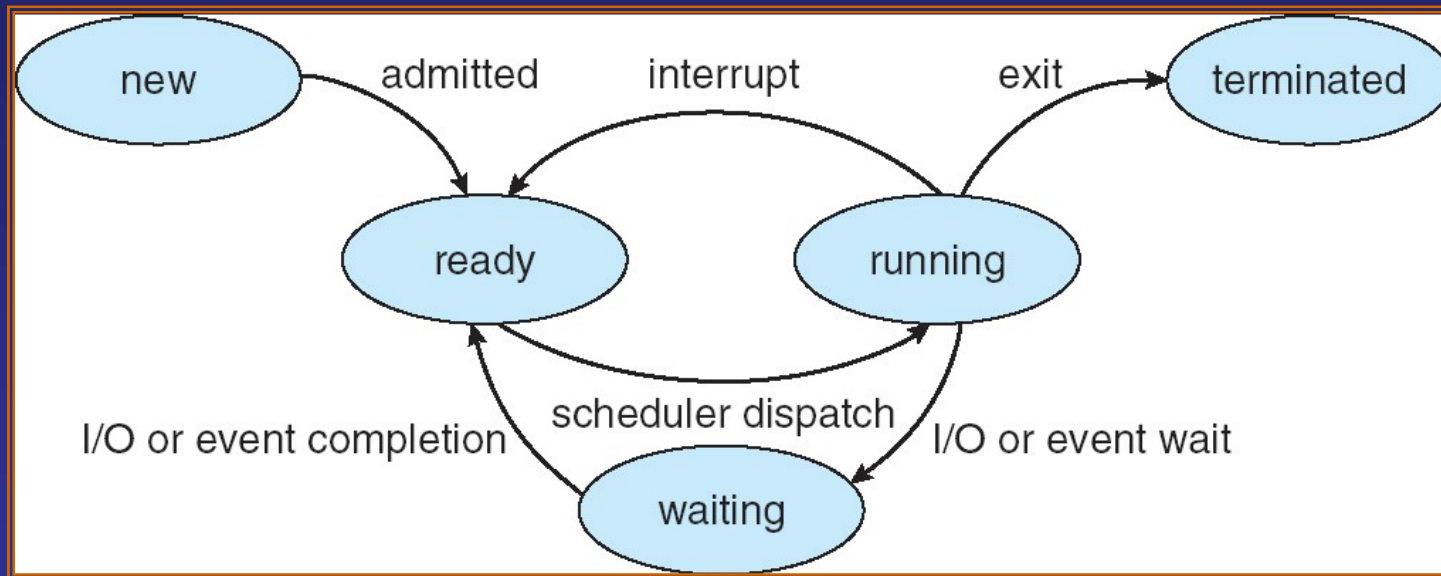 new
admitted
interrupt
exit
terminated
ready
running
scheduler dispatch
I/O or event completion
I/O or event wait
waiting